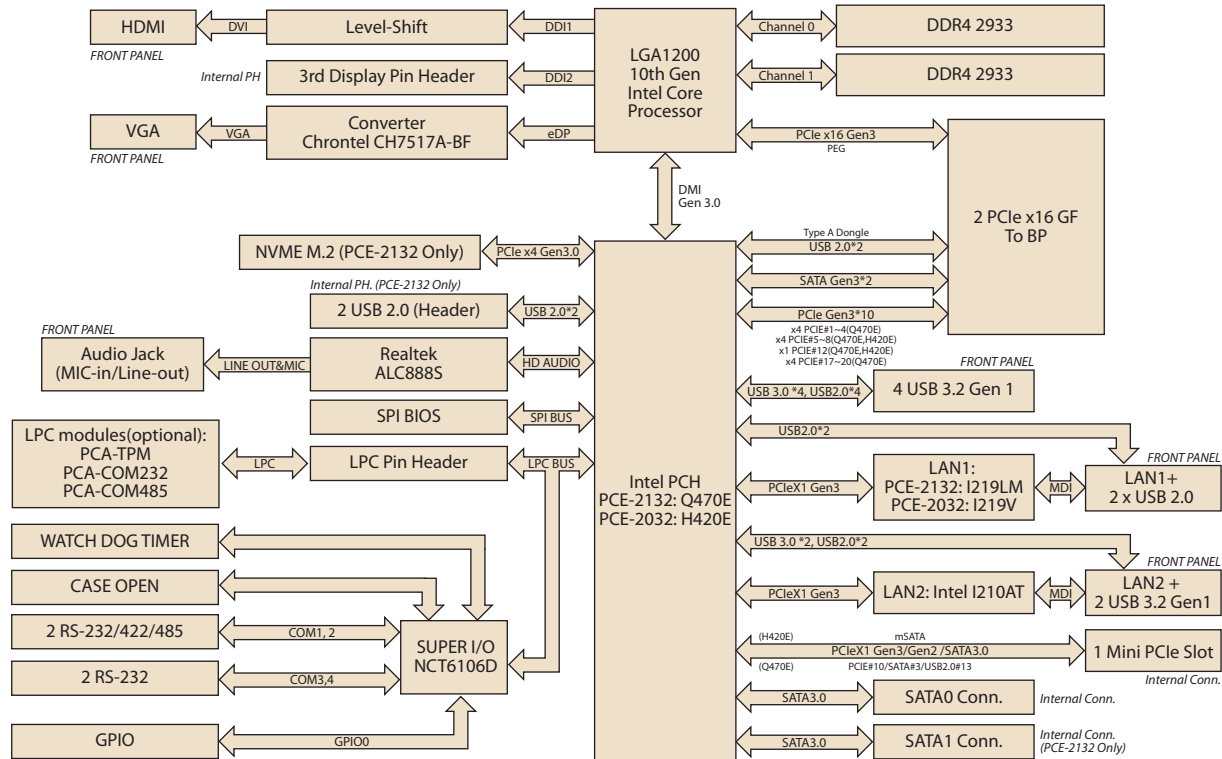 HDMI
FRONT PANEL
DVI
Level-Shift
DDI1
Internal PH
3rd Display Pin Header
DDI2
VGA
FRONT PANEL
VGA
Converter
Chrontel CH7517A-BF
eDP
LGA1200
10th Gen
Intel Core
Processor
Channel 0
DDR4 2933
Channel 1
DDR4 2933
PCIe x16 Gen3
PEG
DMI
Gen 3.0
2 PCIe x16 GF
To BP
Type A Dongle
USB 2.0*2
SATA Gen3*2
PCIe Gen3*10
x4 PCIE#1~4(Q470E)
x4 PCIE#5~8(Q470E,H420E)
x1 PCIE#12(Q470E,H420E)
x4 PCIE#17~20(Q470E)
NVME M.2 (PCE-2132 Only)
PCIe x4 Gen3.0
Internal PH. (PCE-2132 Only)
2 USB 2.0 (Header)
USB 2.0*2
FRONT PANEL
Audio Jack
(MIC-in/Line-out)
LINE OUT&MIC
Realtek
ALC888S
HD AUDIO
SPI BIOS
SPI BUS
LPC modules(optional):
PCA-TPM
PCA-COM232
PCA-COM485
LPC
LPC Pin Header
LPC BUS
Intel PCH
PCE-2132: Q470E
PCE-2032: H420E
USB 3.0 *4, USB2.0*4
FRONT PANEL
4 USB 3.2 Gen 1
USB2.0*2
PCIeX1 Gen3
LAN1:
PCE-2132: I219LM
PCE-2032: I219V
MDI
FRONT PANEL
LAN1+
2 x USB 2.0
USB 3.0 *2, USB2.0*2
PCIeX1 Gen3
LAN2: Intel I210AT
MDI
FRONT PANEL
LAN2 +
2 USB 3.2 Gen1
(H420E)
mSATA
PCIeX1 Gen3/Gen2 /SATA3.0
(Q470E)
PCIE#10/SATA#3/USB2.0#13
1 Mini PCIe Slot
Internal Conn.
SATA3.0
SATA0 Conn.
Internal Conn.
SATA3.0
SATA1 Conn.
Internal Conn.
(PCE-2132 Only)
WATCH DOG TIMER
CASE OPEN
2 RS-232/422/485
COM1, 2
2 RS-232
COM3,4
SUPER I/O
NCT6106D
GPIO
GPIO0